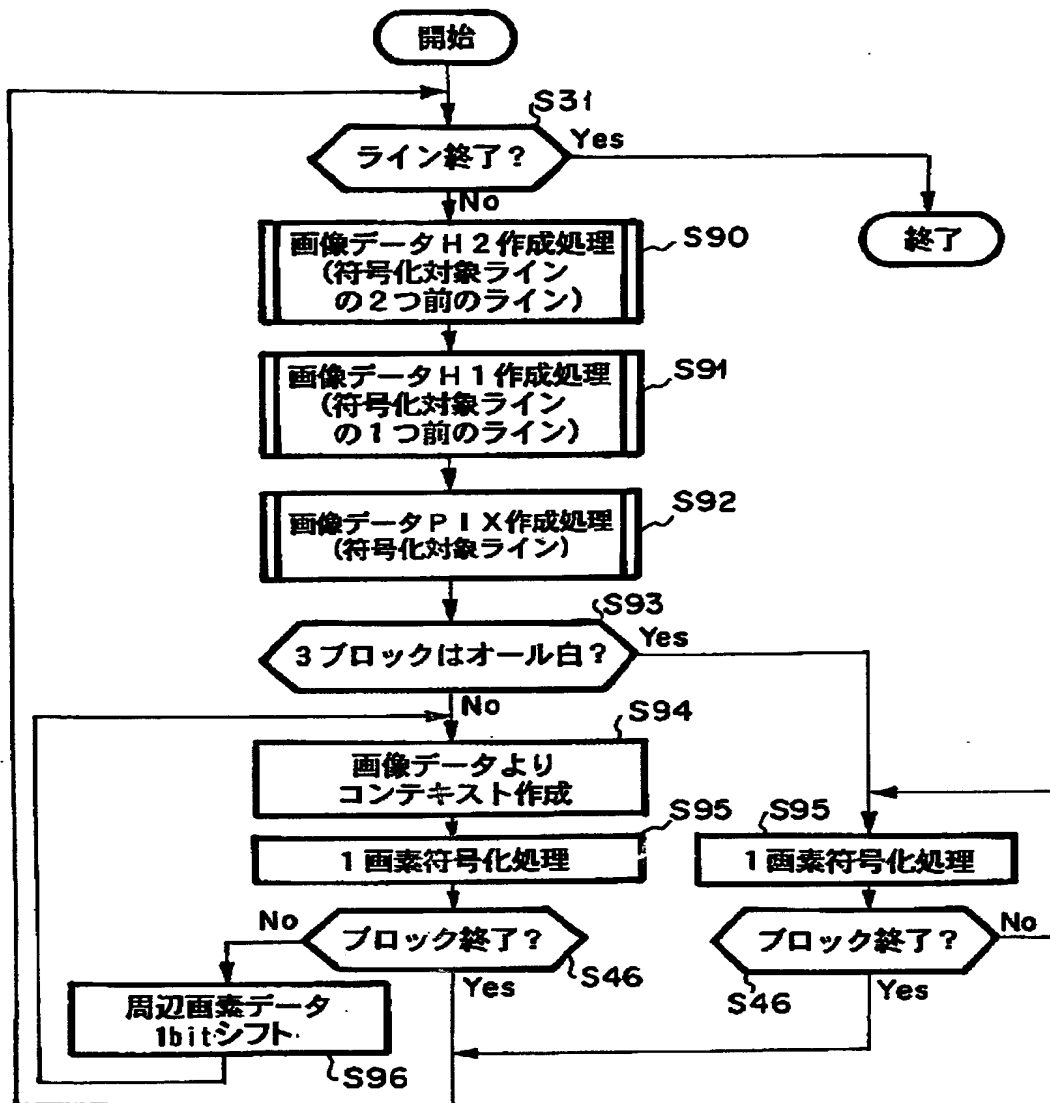 開始
S31
ライン終了?
Yes
No
終了
画像データH2作成処理
(符号化対象ライン
の2つ前のライン)
S90
画像データH1作成処理
(符号化対象ライン
の1つ前のライン)
S91
画像データPIX作成処理
(符号化対象ライン)
S92
S93
3ブロックはオール白?
Yes
No
S94
画像データより
コンテキスト作成
S95
1画素符号化処理
S95
1画素符号化処理
No
ブロック終了?
S46
Yes
ブロック終了?
No
S46
Yes
周辺画素データ
1bitシフト
S96